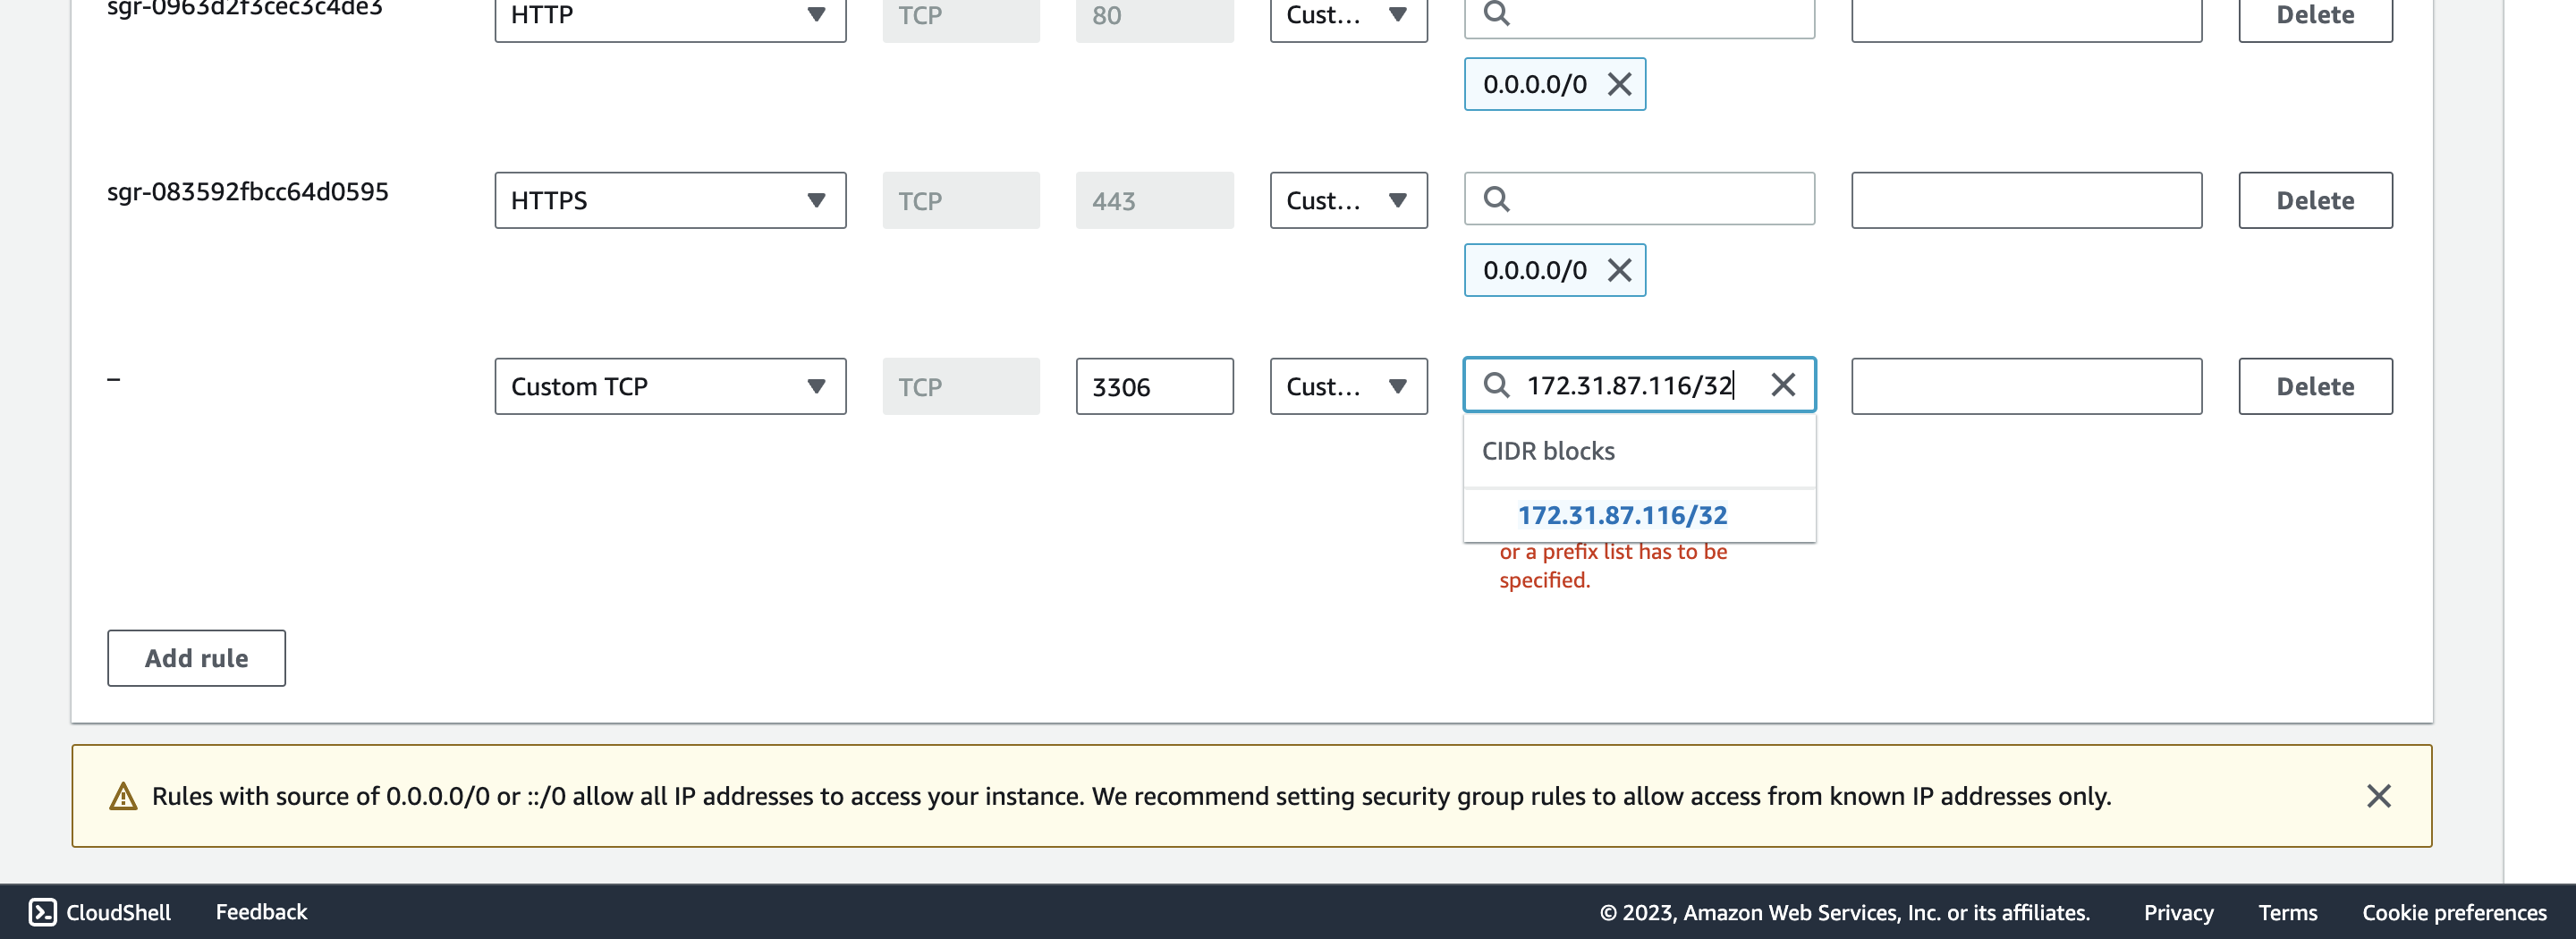 sgr-0963d2f3cec3c4de3 HTTP TCP 80 Cust... Delete
0.0.0.0/0
sgr-083592fbcc64d0595 HTTPS TCP 443 Cust... Delete
0.0.0.0/0
– Custom TCP TCP 3306 Cust... 172.31.87.116/32 Delete
CIDR blocks
172.31.87.116/32
or a prefix list has to be
specified.
Add rule
Rules with source of 0.0.0.0/0 or ::/0 allow all IP addresses to access your instance. We recommend setting security group rules to allow access from known IP addresses only.
CloudShell Feedback © 2023, Amazon Web Services, Inc. or its affiliates. Privacy Terms Cookie preferences